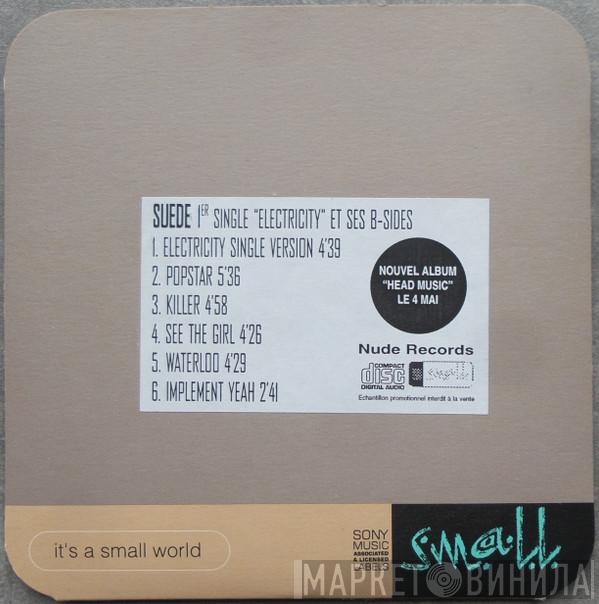 SUEDE 1ER SINGLE "ELECTRICITY" ET SES B-SIDES
1. ELECTRICITY SINGLE VERSION 4'39
2. POPSTAR 5'36
3. KILLER 4'58
4. SEE THE GIRL 4'26
5. WATERLOO 4'29
6. IMPLEMENT YEAH 2'41
NOUVEL ALBUM
"HEAD MUSIC"
LE 4 MAI
Nude Records
COMPACT
disc
DIGITAL AUDIO
small
Echantillon promotionnel interdit à la vente
it's a small world
SONY
MUSIC
ASSOCIATED
& LICENSED
LABELS
small
МАРКЕТ ВИНИЛА